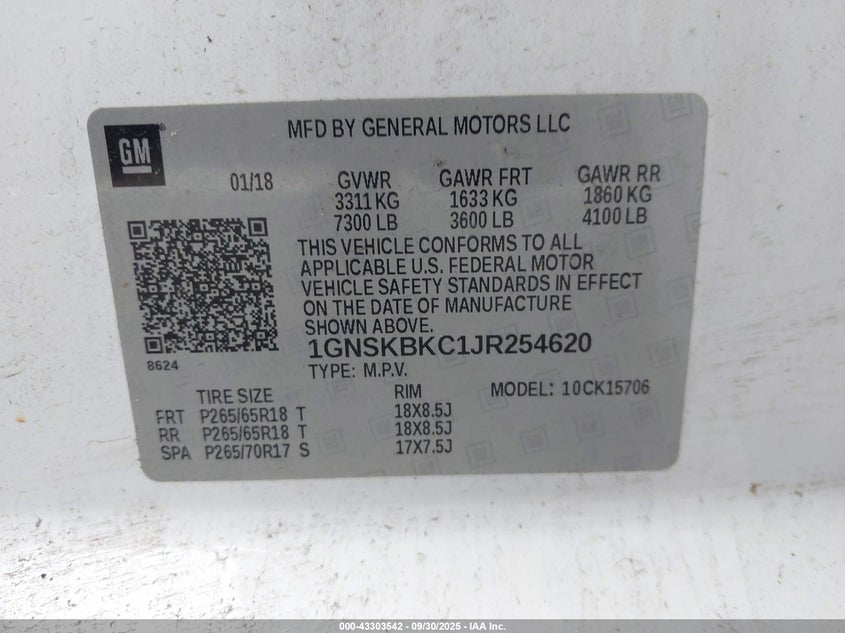 GM
MFD BY GENERAL MOTORS LLC
01/18 GVWR GAWR FRT GAWR RR
3311 KG 1633 KG 1860 KG
7300 LB 3600 LB 4100 LB
THIS VEHICLE CONFORMS TO ALL
APPLICABLE U.S. FEDERAL MOTOR
VEHICLE SAFETY STANDARDS IN EFFECT
ON THE DATE OF MANUFACTURE
SHOWN ABOVE.
8624
1GNSKBKC1JR254620
TYPE: M.P.V.
TIRE SIZE RIM MODEL: 10CK15706
FRT P265/65R18 T 18X8.5J
RR P265/65R18 T 18X8.5J
SPA P265/70R17 S 17X7.5J
000-43303542 - 09/30/2025 - IAA Inc.